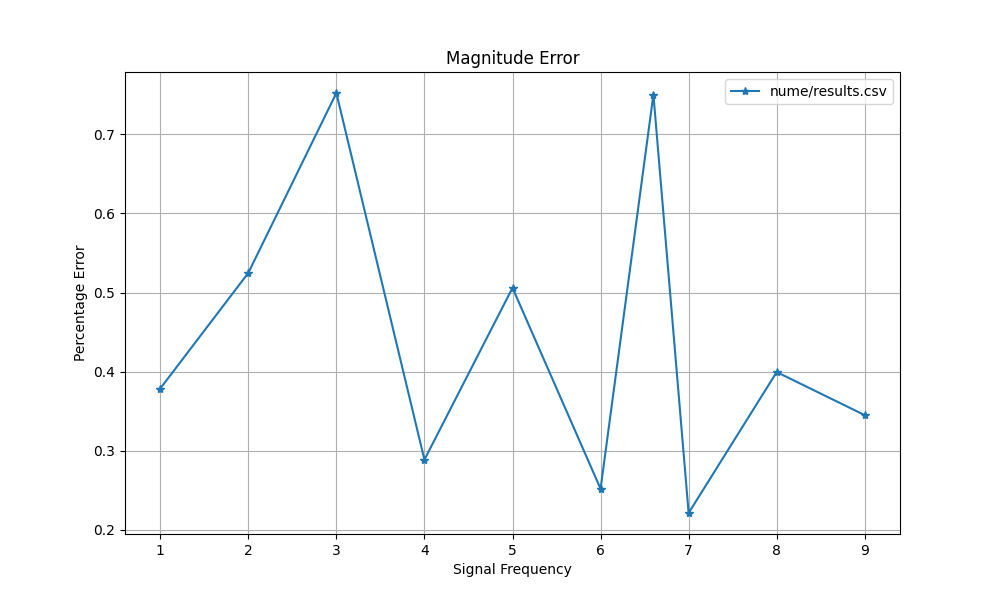 Magnitude Error
nume/results.csv
Percentage Error
0.7
0.6
0.5
0.4
0.3
0.2
1 2 3 4 5 6 7 8 9
Signal Frequency